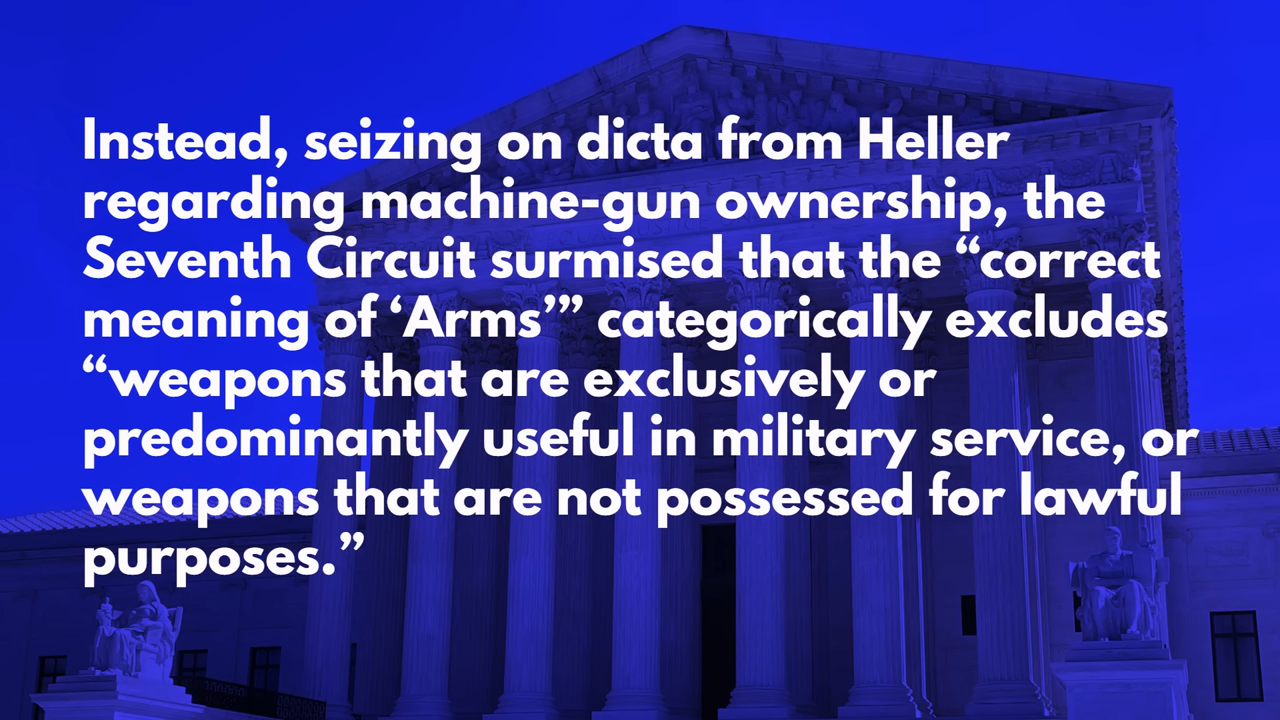 Instead, seizing on dicta from Heller
regarding machine-gun ownership, the
Seventh Circuit surmised that the “correct
meaning of ‘Arms’” categorically excludes
“weapons that are exclusively or
predominantly useful in military service, or
weapons that are not possessed for lawful
purposes.”